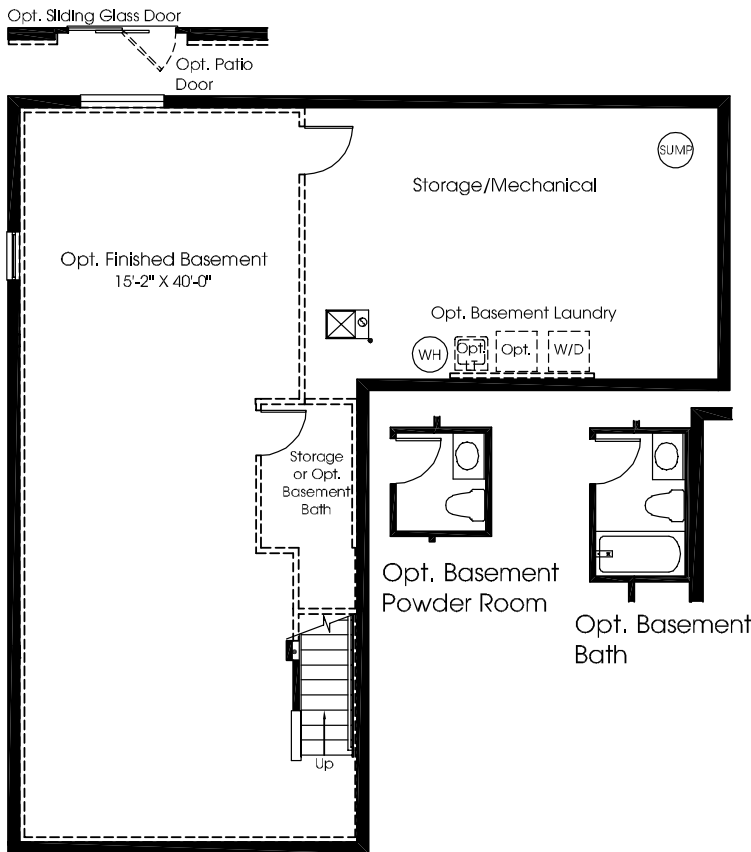 Opt. Sliding Glass Door
Opt. Patio
Door
SUMP
Storage/Mechanical
Opt. Finished Basement
15'-2" X 40'-0"
Opt. Basement Laundry
WH
Opt.
Opt.
W/D
Storage
or Opt.
Basement
Bath
Opt. Basement
Powder Room
Opt. Basement
Bath
Up